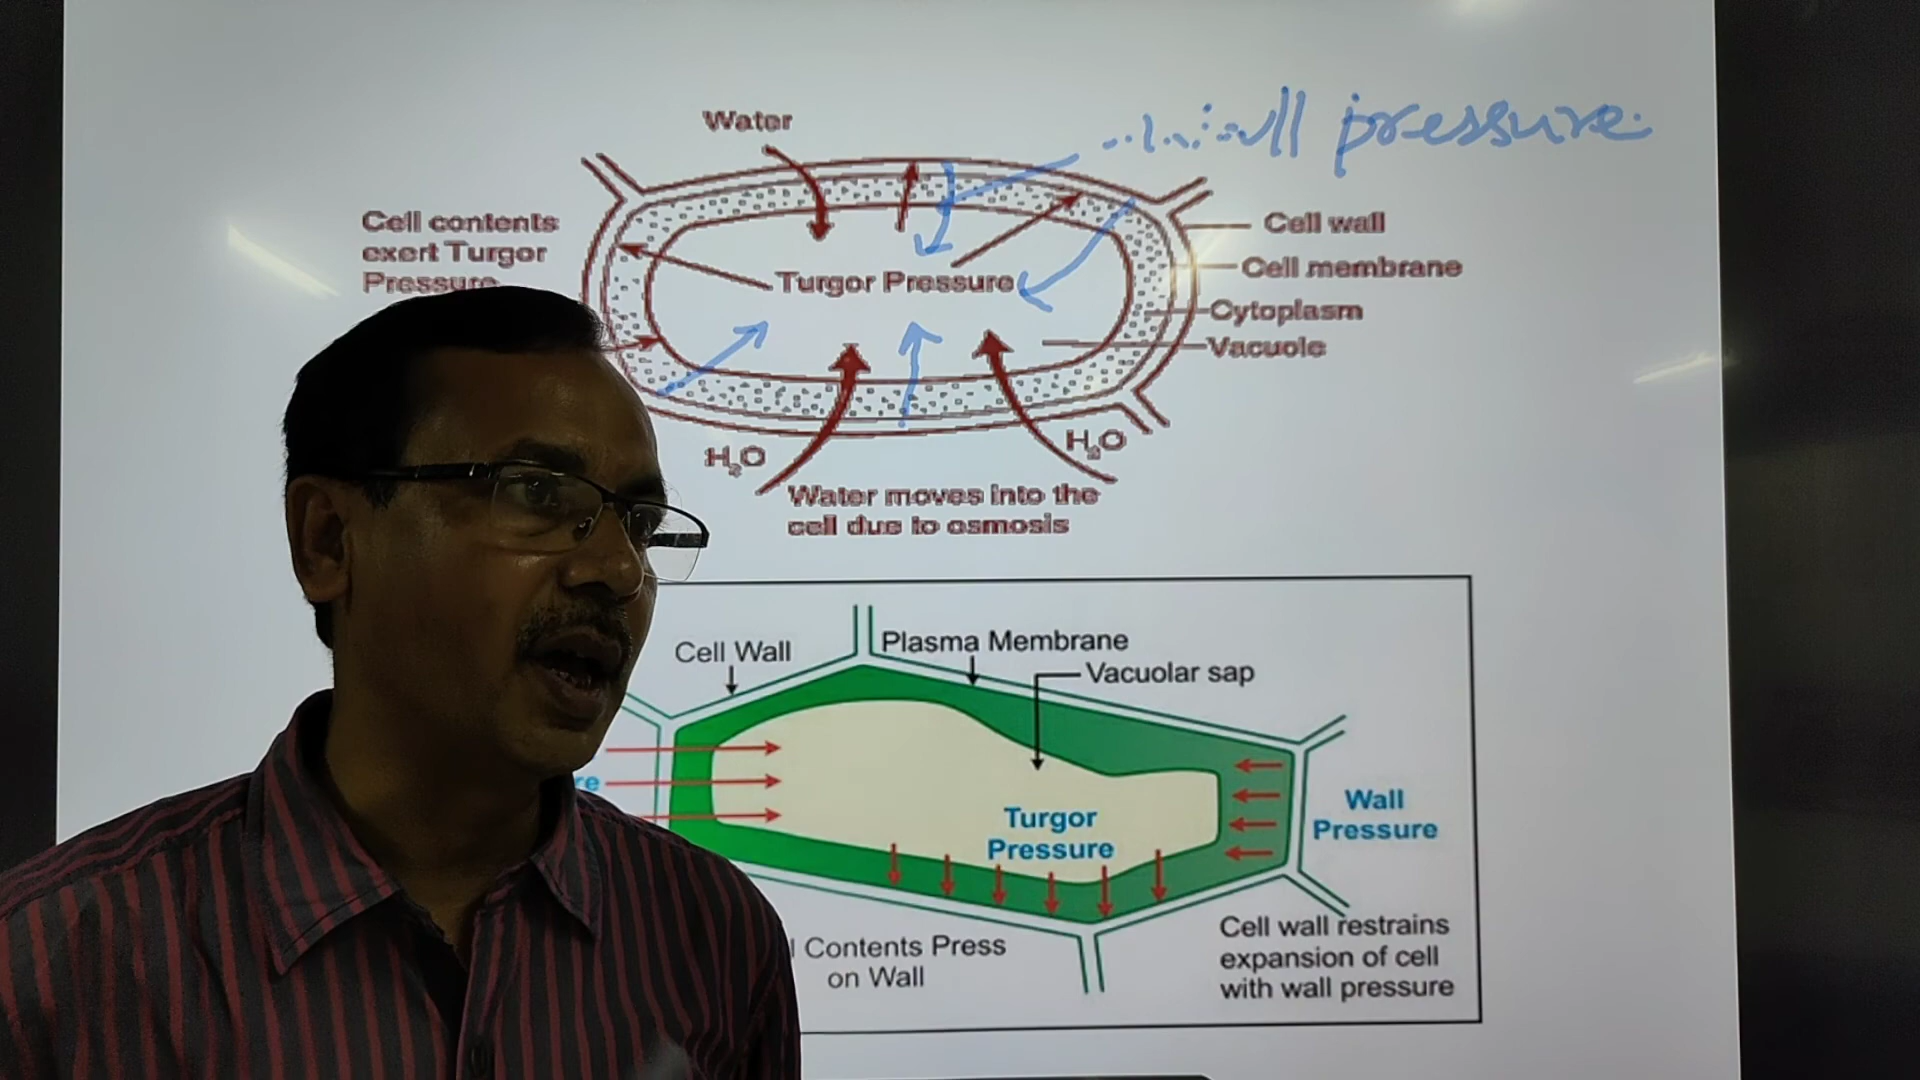 Water
wall pressure
Cell contents
exert Turgor
Pressure
Turgor Pressure
Cell wall
Cell membrane
Cytoplasm
Vacuole
H₂O
H₂O
Water moves into the
cell due to osmosis
Cell Wall
Plasma Membrane
Vacuolar sap
Turgor
Pressure
Wall
Pressure
Contents Press
on Wall
Cell wall restrains
expansion of cell
with wall pressure